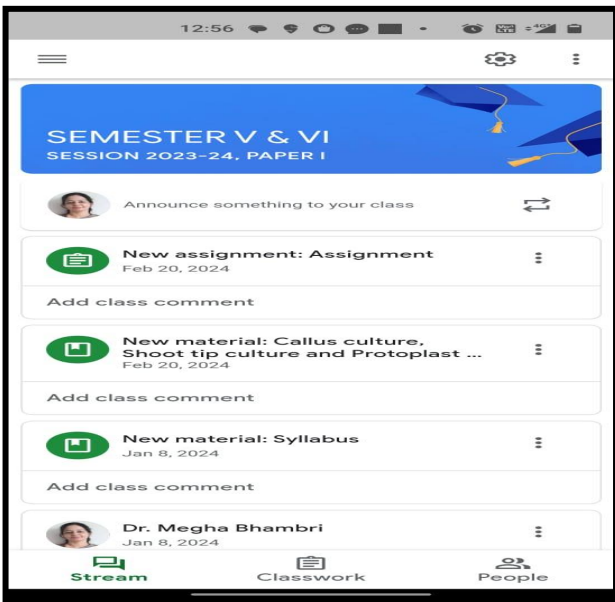 12:56
4G
SEMESTER V & VI
SESSION 2023-24, PAPER I
Announce something to your class
New assignment: Assignment
Feb 20, 2024
Add class comment
New material: Callus culture,
Shoot tip culture and Protoplast ...
Feb 20, 2024
Add class comment
New material: Syllabus
Jan 8, 2024
Add class comment
Dr. Megha Bhambri
Jan 8, 2024
Stream Classwork People